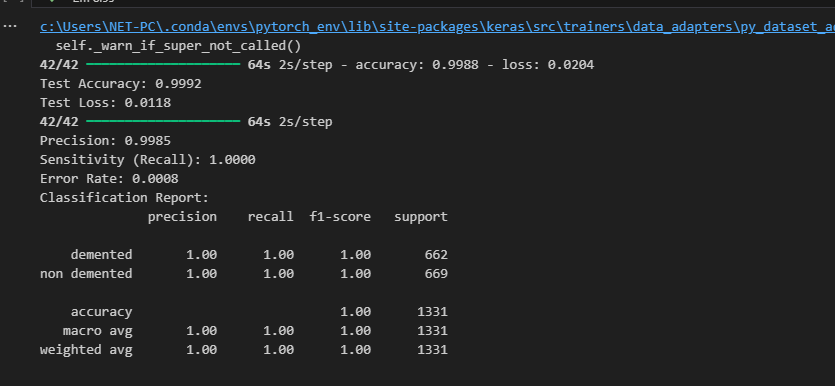 c:\Users\NET-PC\.conda\envs\pytorch_env\lib\site-packages\keras\src\trainers\data_adapters\py_dataset_a
self._warn_if_super_not_called()
42/42 ━━━━━━━━━━━━━━━━━━━━ 64s 2s/step - accuracy: 0.9988 - loss: 0.0204
Test Accuracy: 0.9992
Test Loss: 0.0118
42/42 ━━━━━━━━━━━━━━━━━━━━ 64s 2s/step
Precision: 0.9985
Sensitivity (Recall): 1.0000
Error Rate: 0.0008
Classification Report:
precision recall f1-score support
demented 1.00 1.00 1.00 662
non demented 1.00 1.00 1.00 669
accuracy 1.00 1331
macro avg 1.00 1.00 1.00 1331
weighted avg 1.00 1.00 1.00 1331